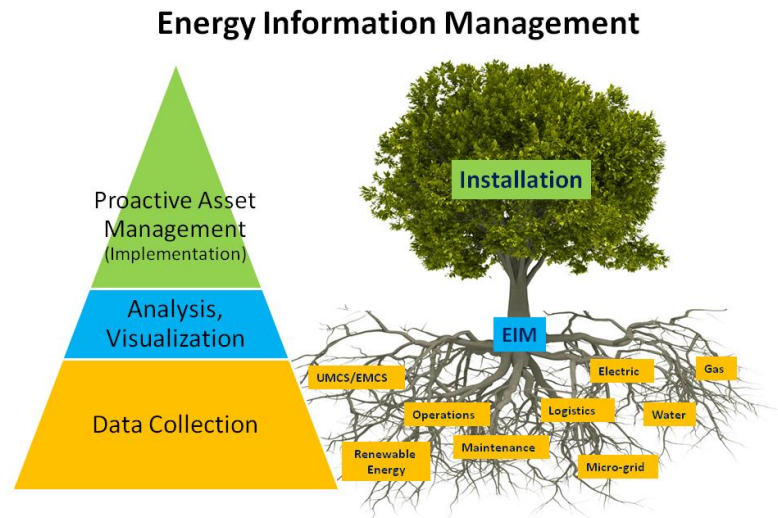 Energy Information Management
Proactive Asset
Management
(Implementation)
Analysis,
Visualization
Data Collection
Installation
EIM
UMCS/EMCS
Electric
Gas
Operations
Logistics
Water
Renewable
Energy
Maintenance
Micro-grid